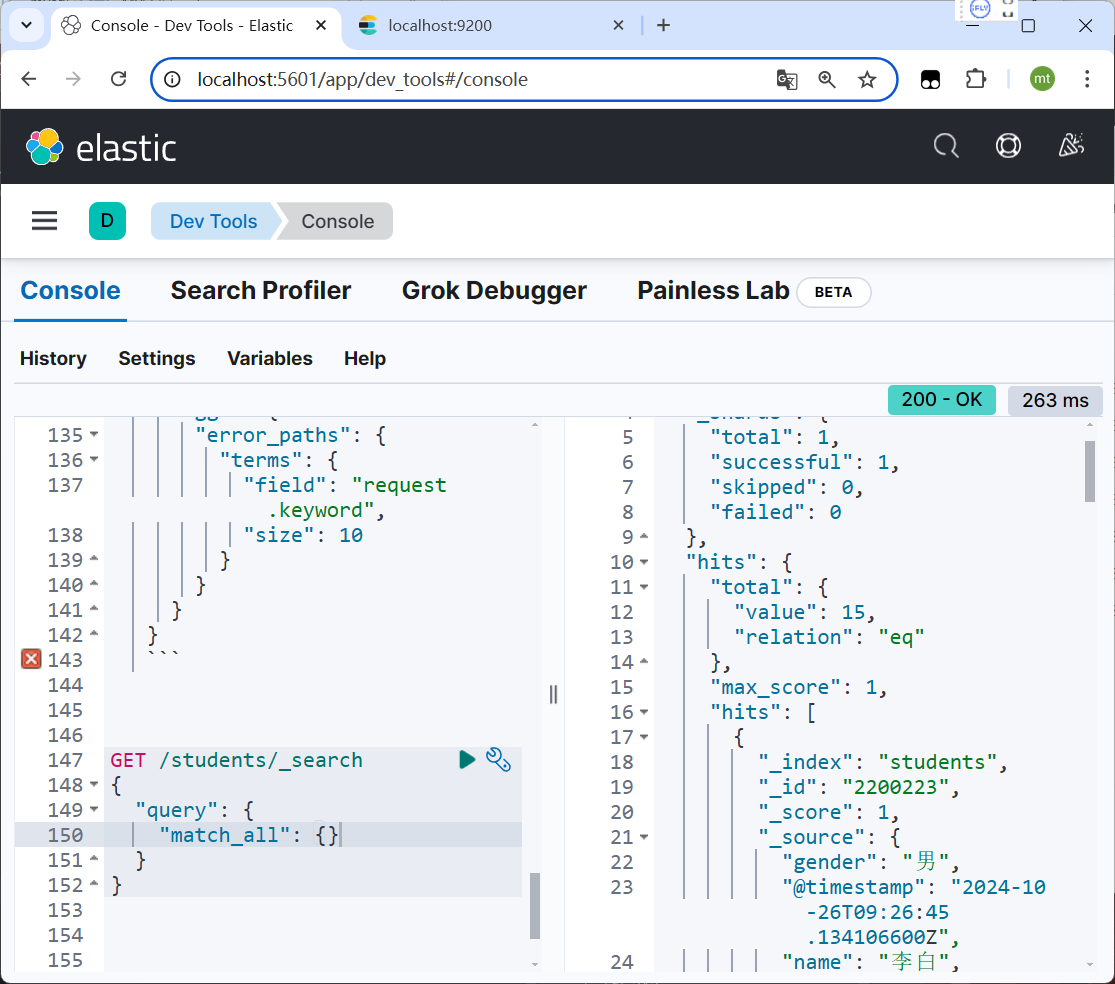 Console - Dev Tools - Elastic
localhost:9200
localhost:5601/app/dev_tools#/console
mt
elastic
D
Dev Tools
Console
Console
Search Profiler
Grok Debugger
Painless Lab
BETA
History
Settings
Variables
Help
200 - OK
263 ms
135 "error_paths": {
136 "terms": {
137 "field": "request
.keyword",
138 "size": 10
139 }
140 }
141 }
142 }
143 ```
144
145
146
147 GET /students/_search
148 {
149 "query": {
150 "match_all": {}
151 }
152 }
153
154
155
5 "total": 1,
6 "successful": 1,
7 "skipped": 0,
8 "failed": 0
9 },
10 "hits": {
11 "total": {
12 "value": 15,
13 "relation": "eq"
14 },
15 "max_score": 1,
16 "hits": [
17 {
18 "_index": "students",
19 "_id": "2200223",
20 "_score": 1,
21 "_source": {
22 "gender": "男",
23 "@timestamp": "2024-10
-26T09:26:45
.134106600Z",
24 "name": "李白",